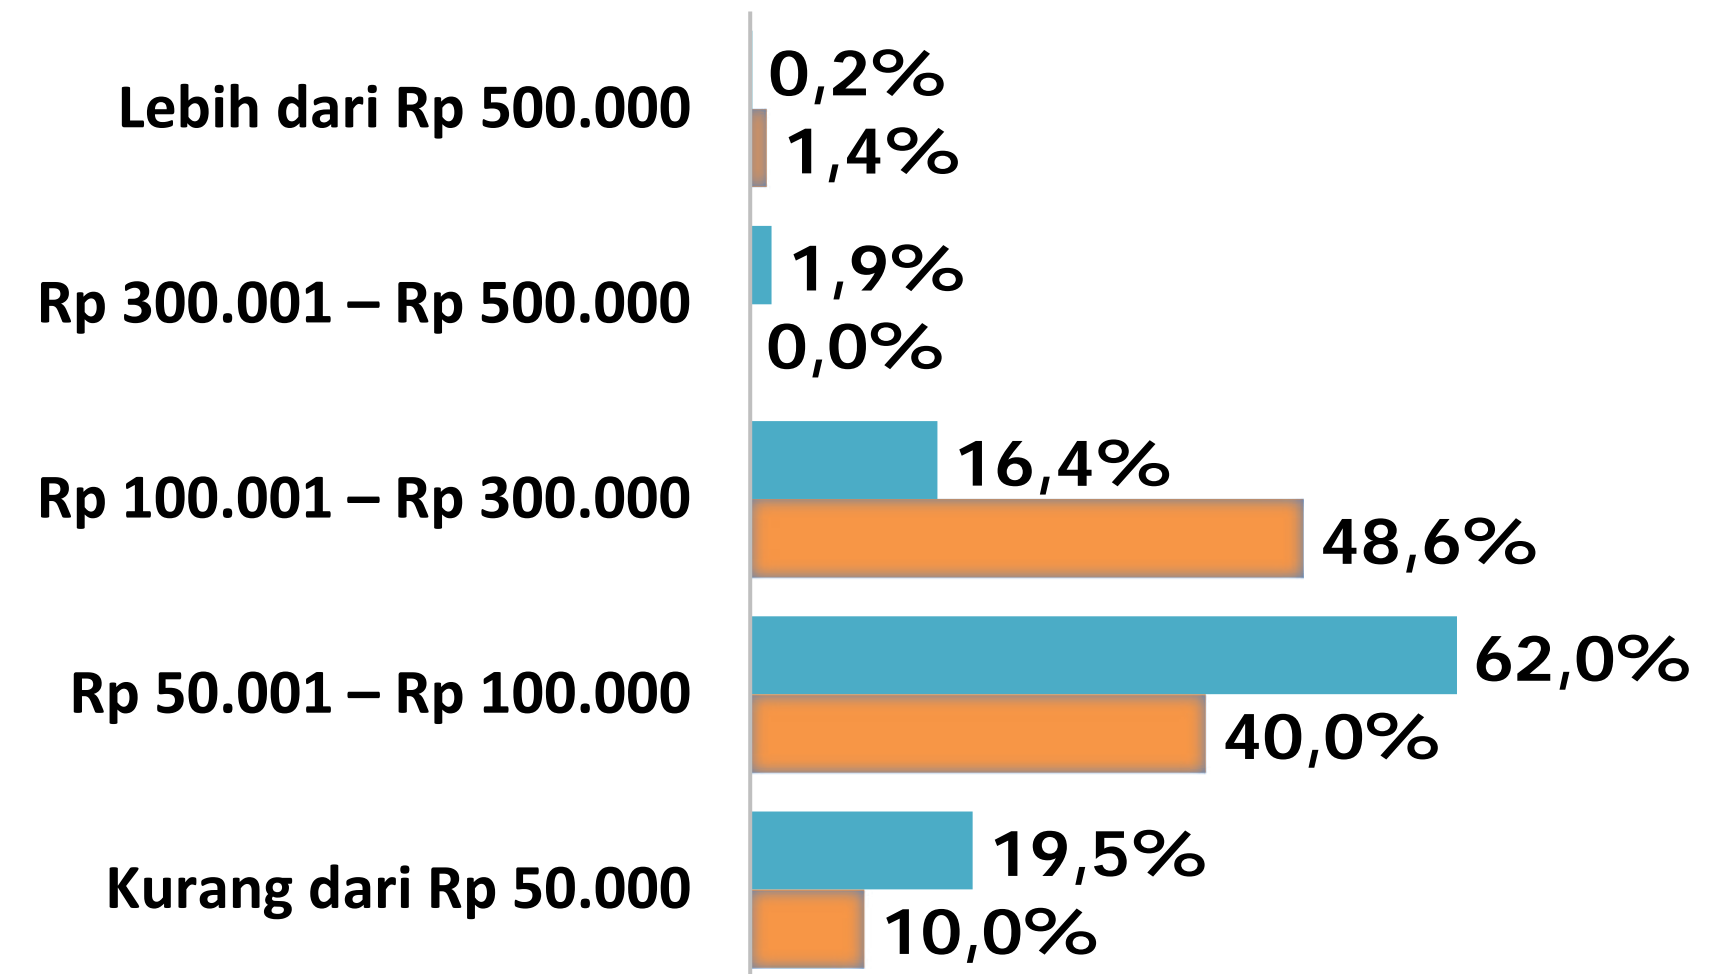 Lebih dari Rp 500.000
0,2%
1,4%
Rp 300.001 – Rp 500.000
1,9%
0,0%
Rp 100.001 – Rp 300.000
16,4%
48,6%
Rp 50.001 – Rp 100.000
62,0%
40,0%
Kurang dari Rp 50.000
19,5%
10,0%